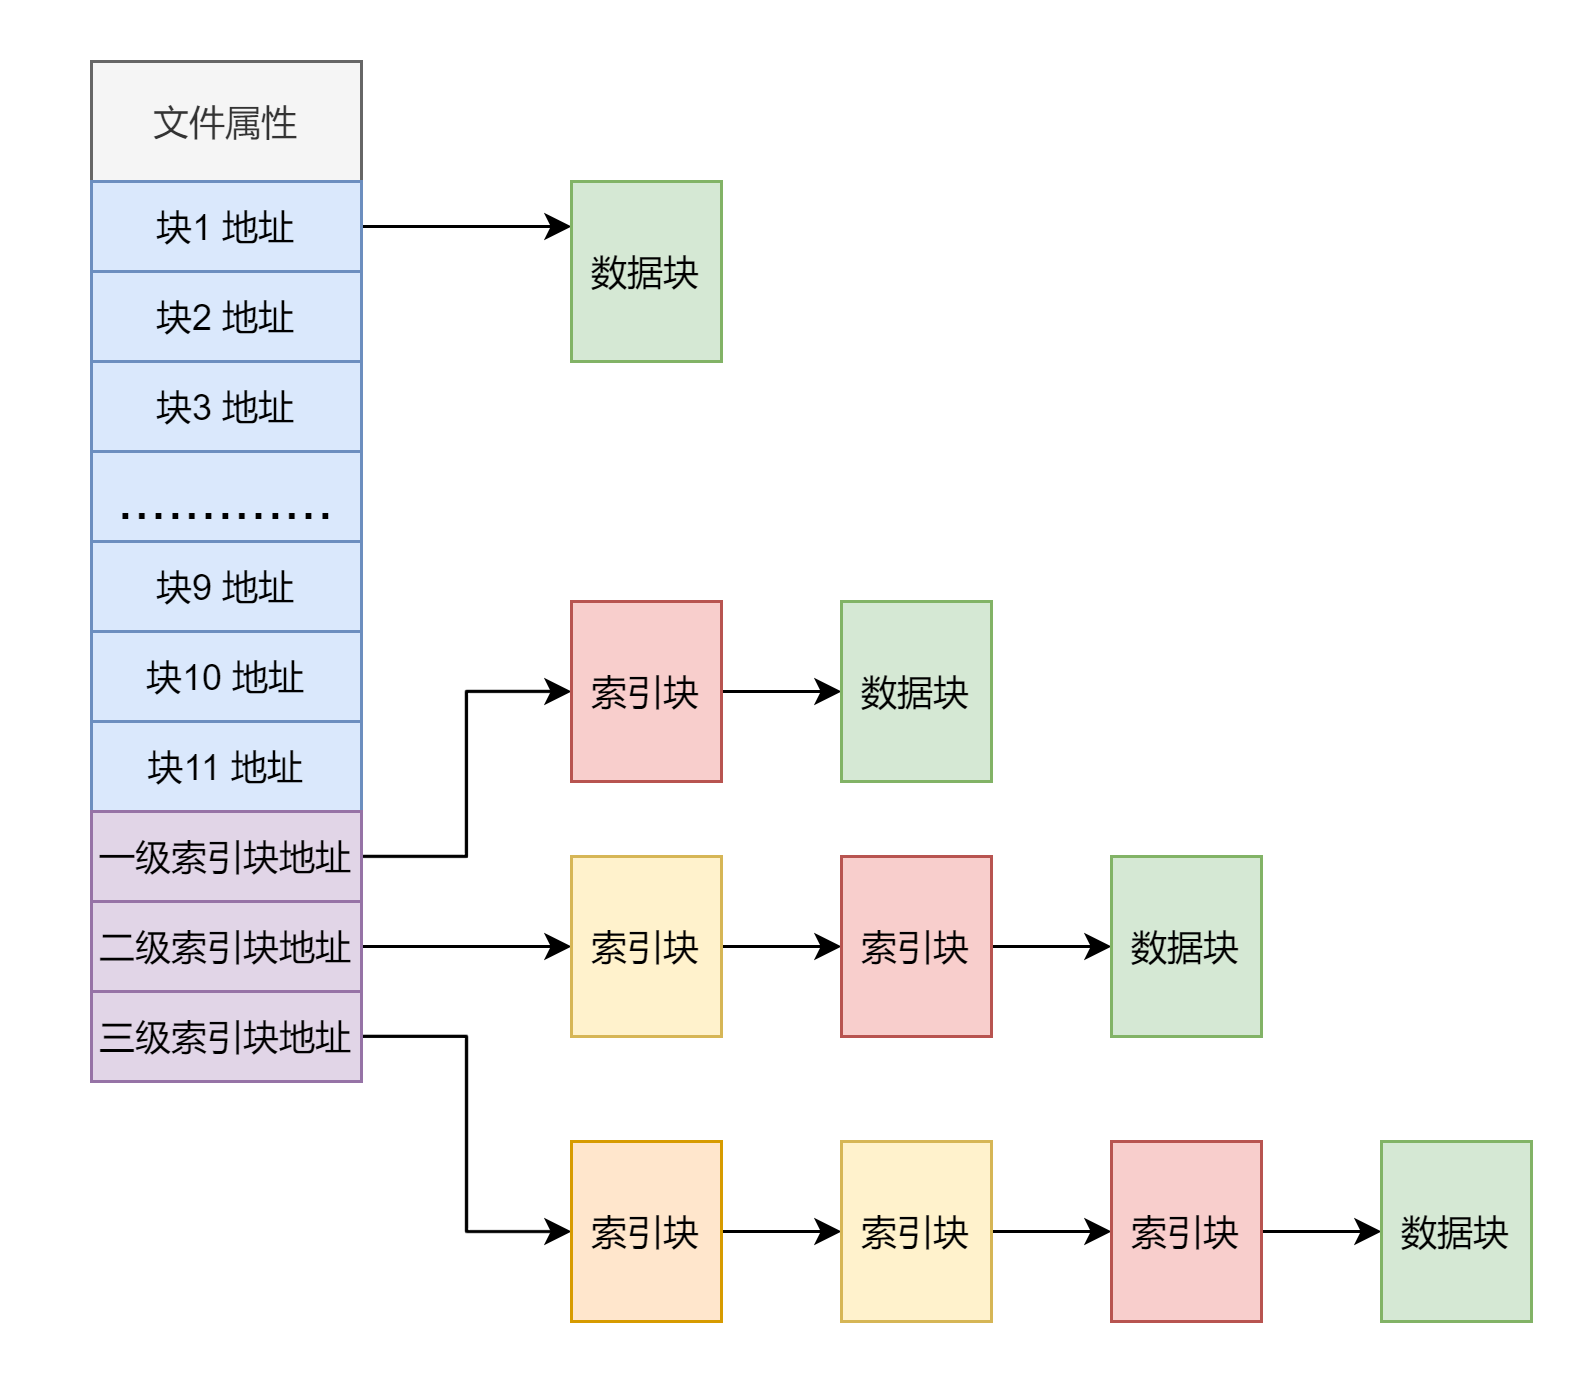 文件属性
块1 地址
数据块
块2 地址
块3 地址
.............
块9 地址
块10 地址
索引块
数据块
块11 地址
一级索引块地址
二级索引块地址
索引块
索引块
数据块
三级索引块地址
索引块
索引块
索引块
数据块